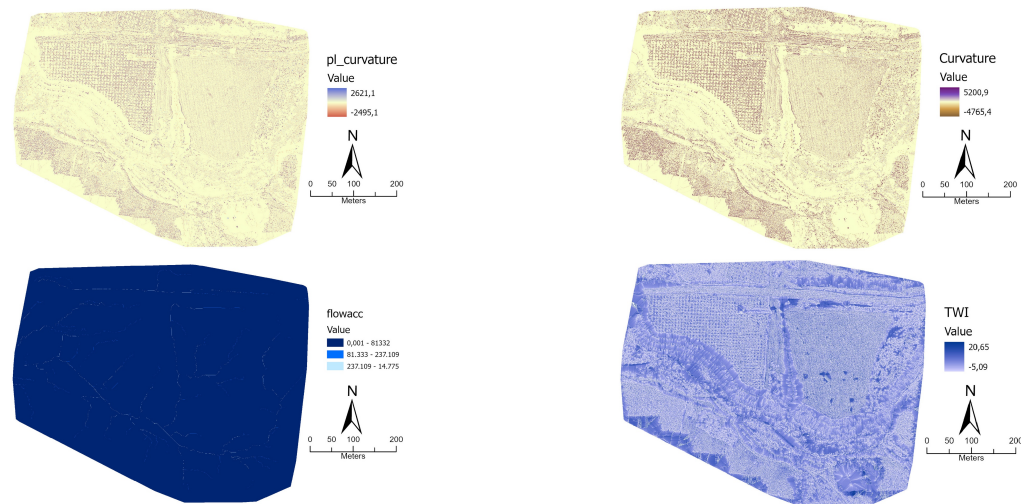 pl_curvature
Value
2621,1
-2495,1
N
0 50 100 200
Meters
Curvature
Value
5200,9
-4765,4
N
0 50 100 200
Meters
flowacc
Value
0,001 - 81332
81.333 - 237.109
237.109 - 14.775
N
0 50 100 200
Meters
TWI
Value
20,65
-5,09
N
0 50 100 200
Meters